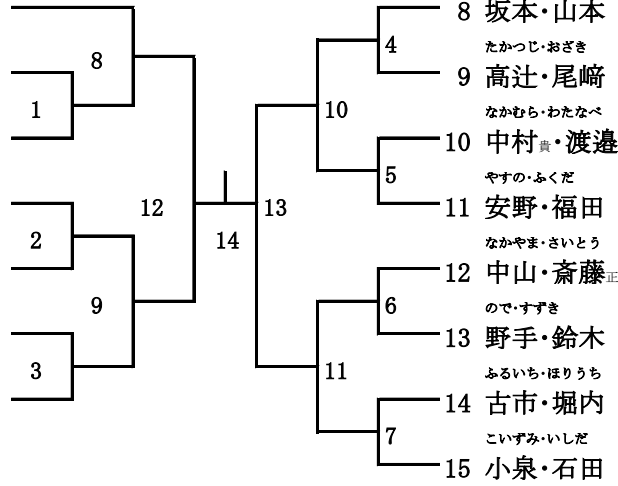 8 坂本・山本
8
4
たかつじ・おざき
9 高辻・尾﨑
1
10
なかむら・わたなべ
10 中村貴・渡邉
5
やすの・ふくだ
12
13
11 安野・福田
2
14
なかやま・さいとう
12 中山・斎藤正
9
6
ので・すずき
13 野手・鈴木
3
11
ふるいち・ほりうち
14 古市・堀内
7
こいずみ・いしだ
15 小泉・石田